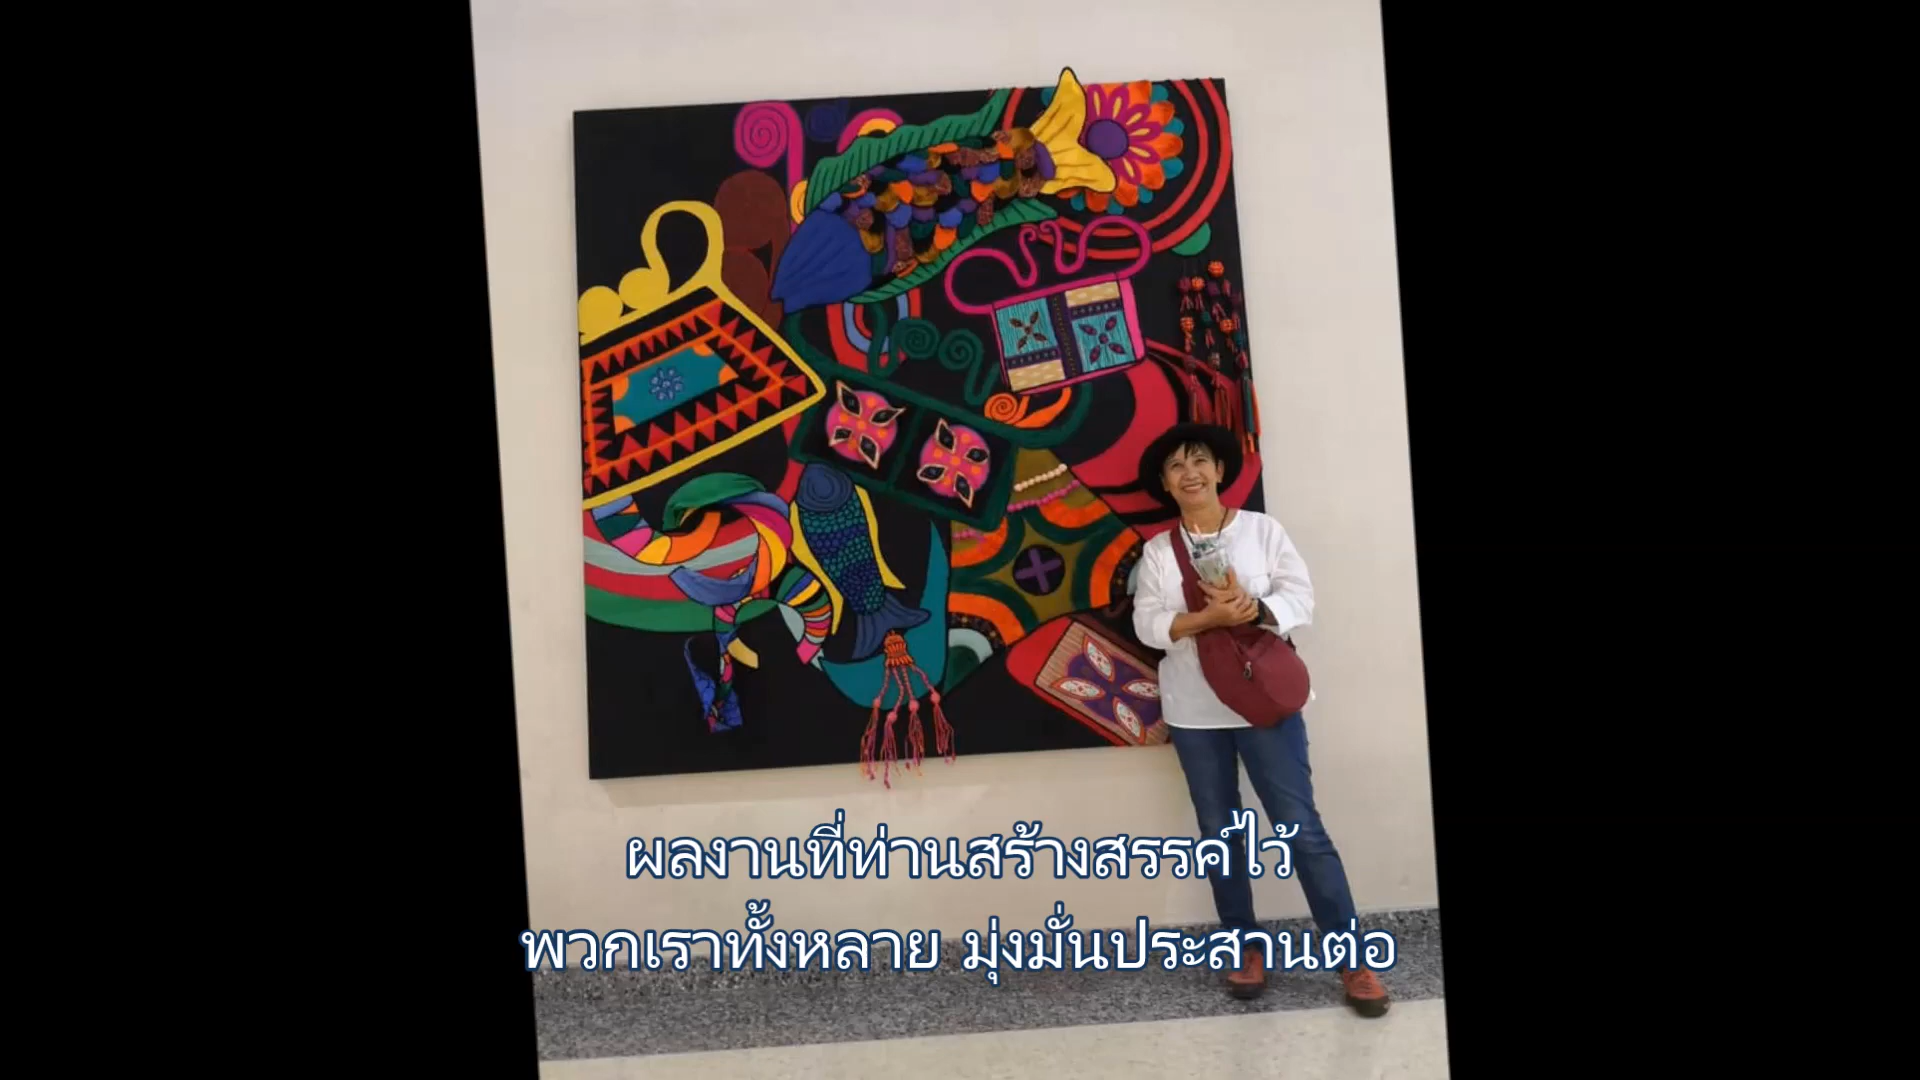 ผลงานที่ท่านสร้างสรรค์ไว้
พวกเราทั้งหลาย มุ่งมั่นประสานต่อ